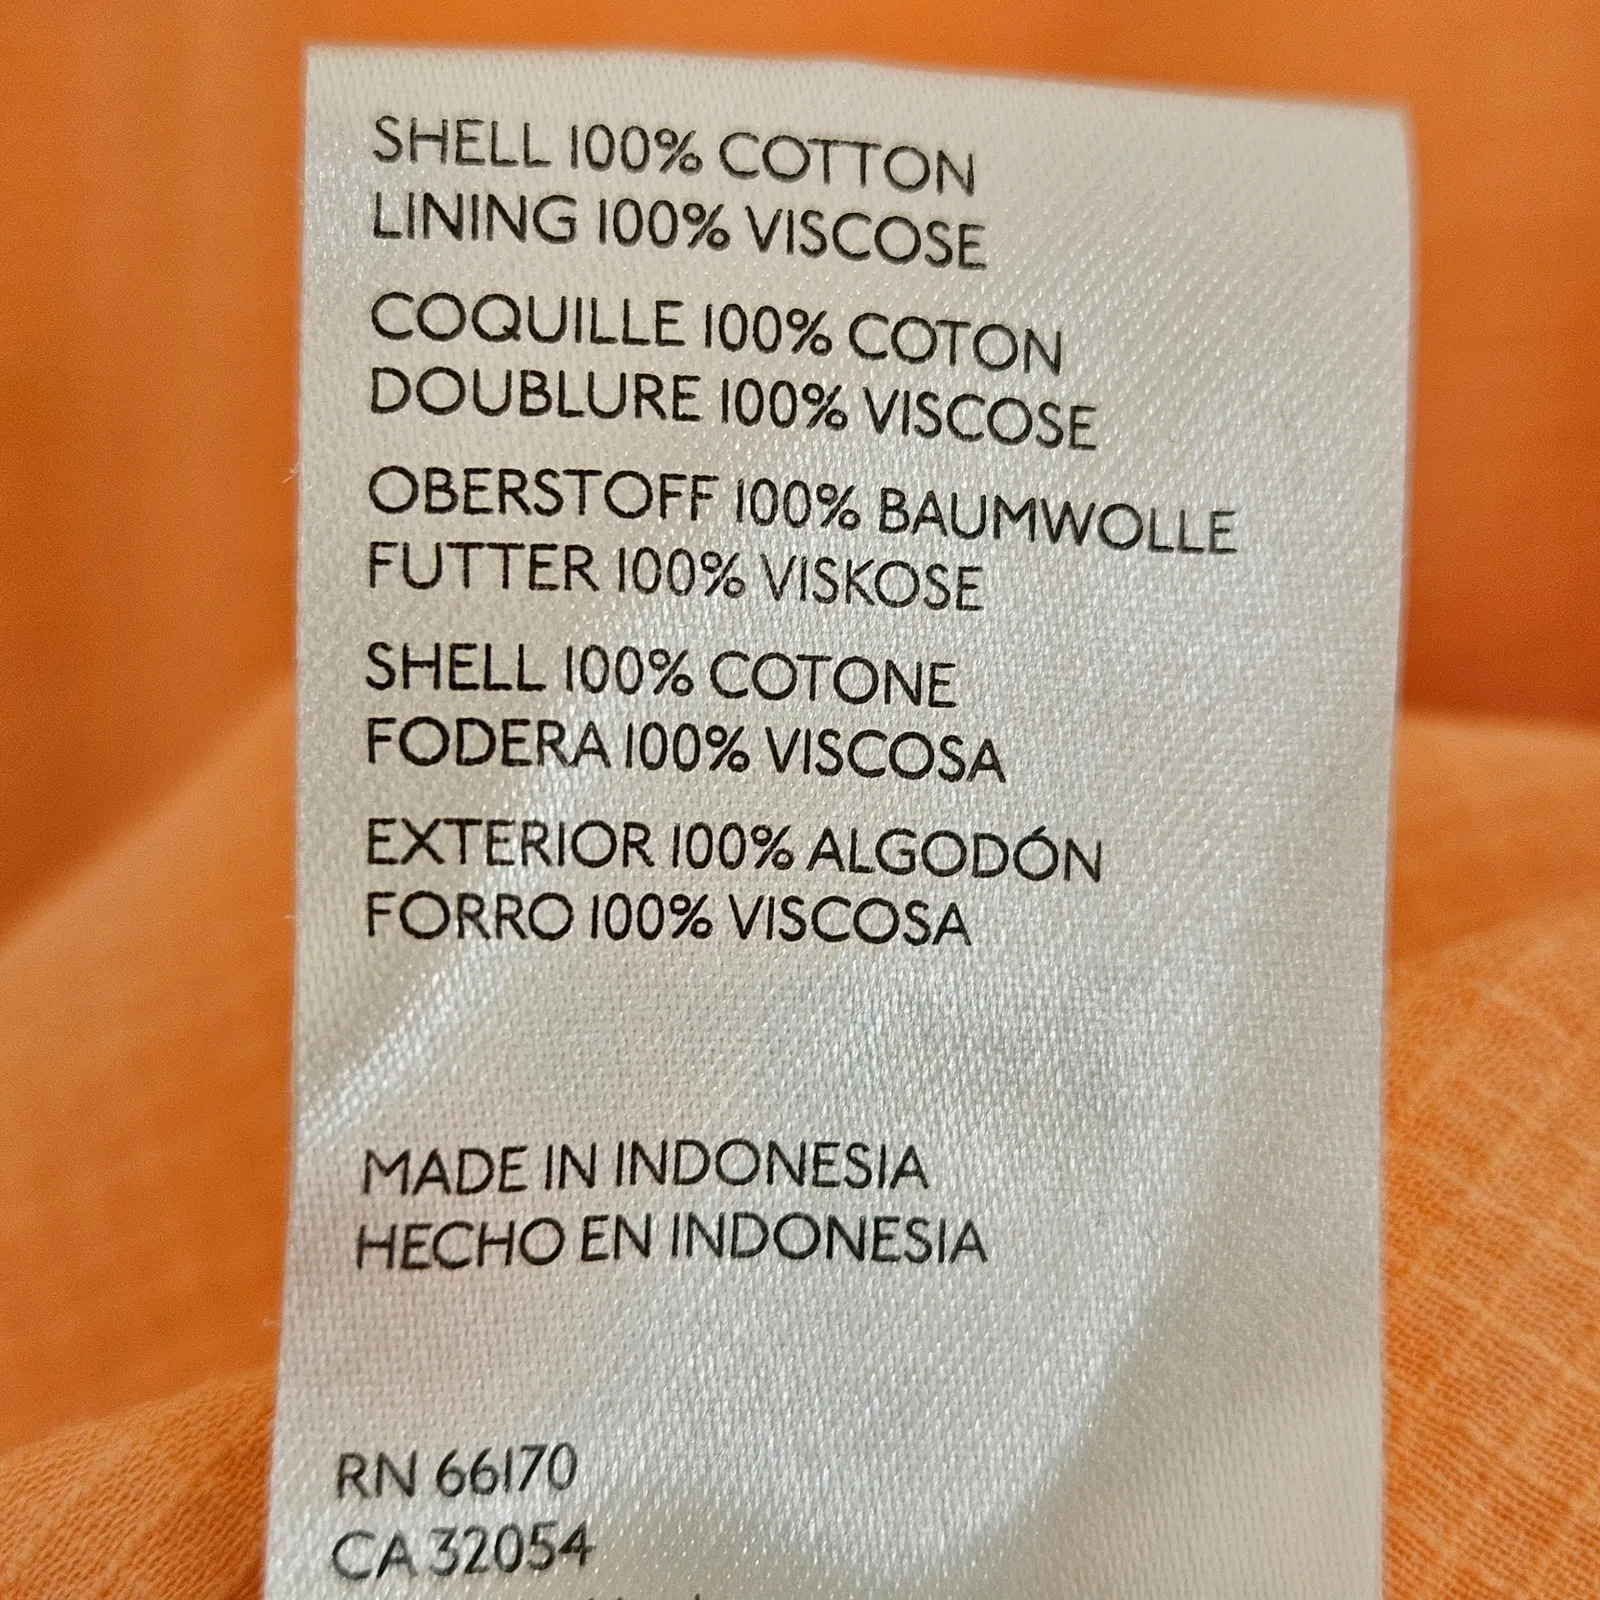 SHELL 100% COTTON
LINING 100% VISCOSE
COQUILLE 100% COTON
DOUBLURE 100% VISCOSE
OBERSTOFF 100% BAUMWOLLE
FUTTER 100% VISKOSE
SHELL 100% COTONE
FODERA 100% VISCOSA
EXTERIOR 100% ALGODÓN
FORRO 100% VISCOSA
MADE IN INDONESIA
HECHO EN INDONESIA
RN 66170
CA 32054